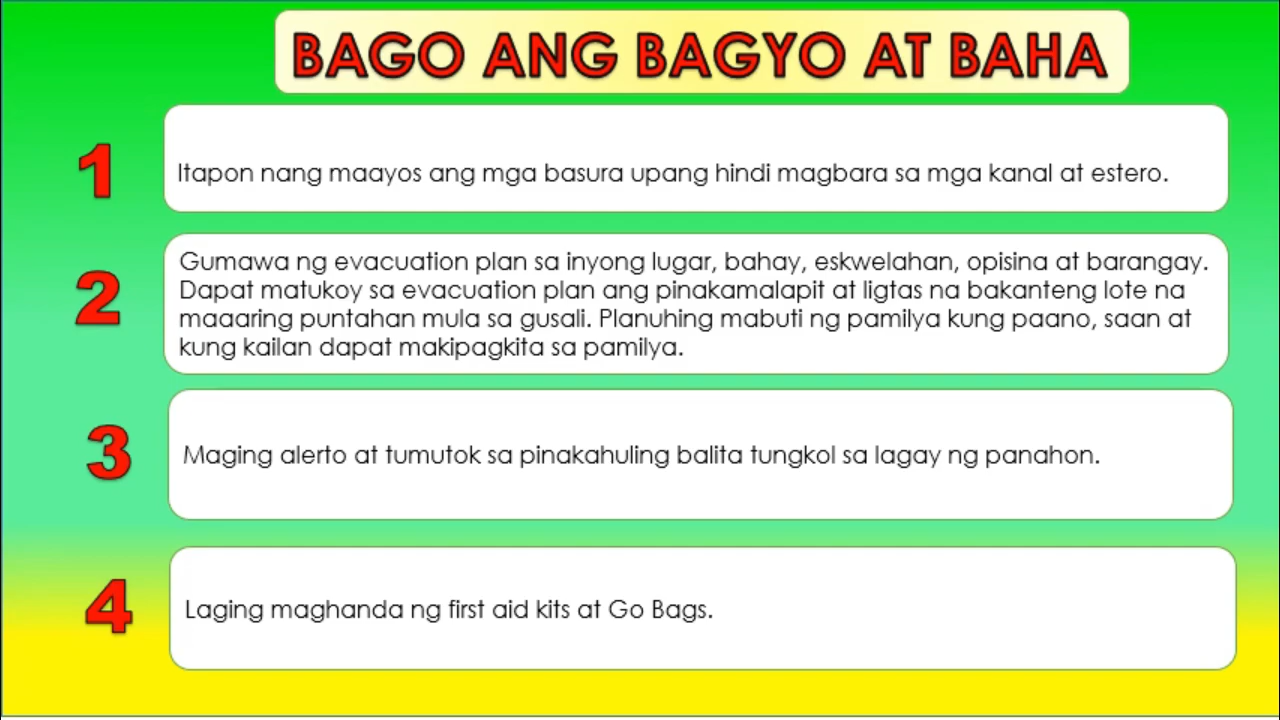 BAGO ANG BAGYO AT BAHA
1
Itapon nang maayos ang mga basura upang hindi magbara sa mga kanal at estero.
2
Gumawa ng evacuation plan sa inyong lugar, bahay, eskwelahan, opisina at barangay.
Dapat matukoy sa evacuation plan ang pinakamalapit at ligtas na bakanteng lote na
maaaring puntahan mula sa gusali. Planuhing mabuti ng pamilya kung paano, saan at
kung kailan dapat makipagkita sa pamilya.
3
Maging alerto at tumutok sa pinakahuling balita tungkol sa lagay ng panahon.
4
Laging maghanda ng first aid kits at Go Bags.